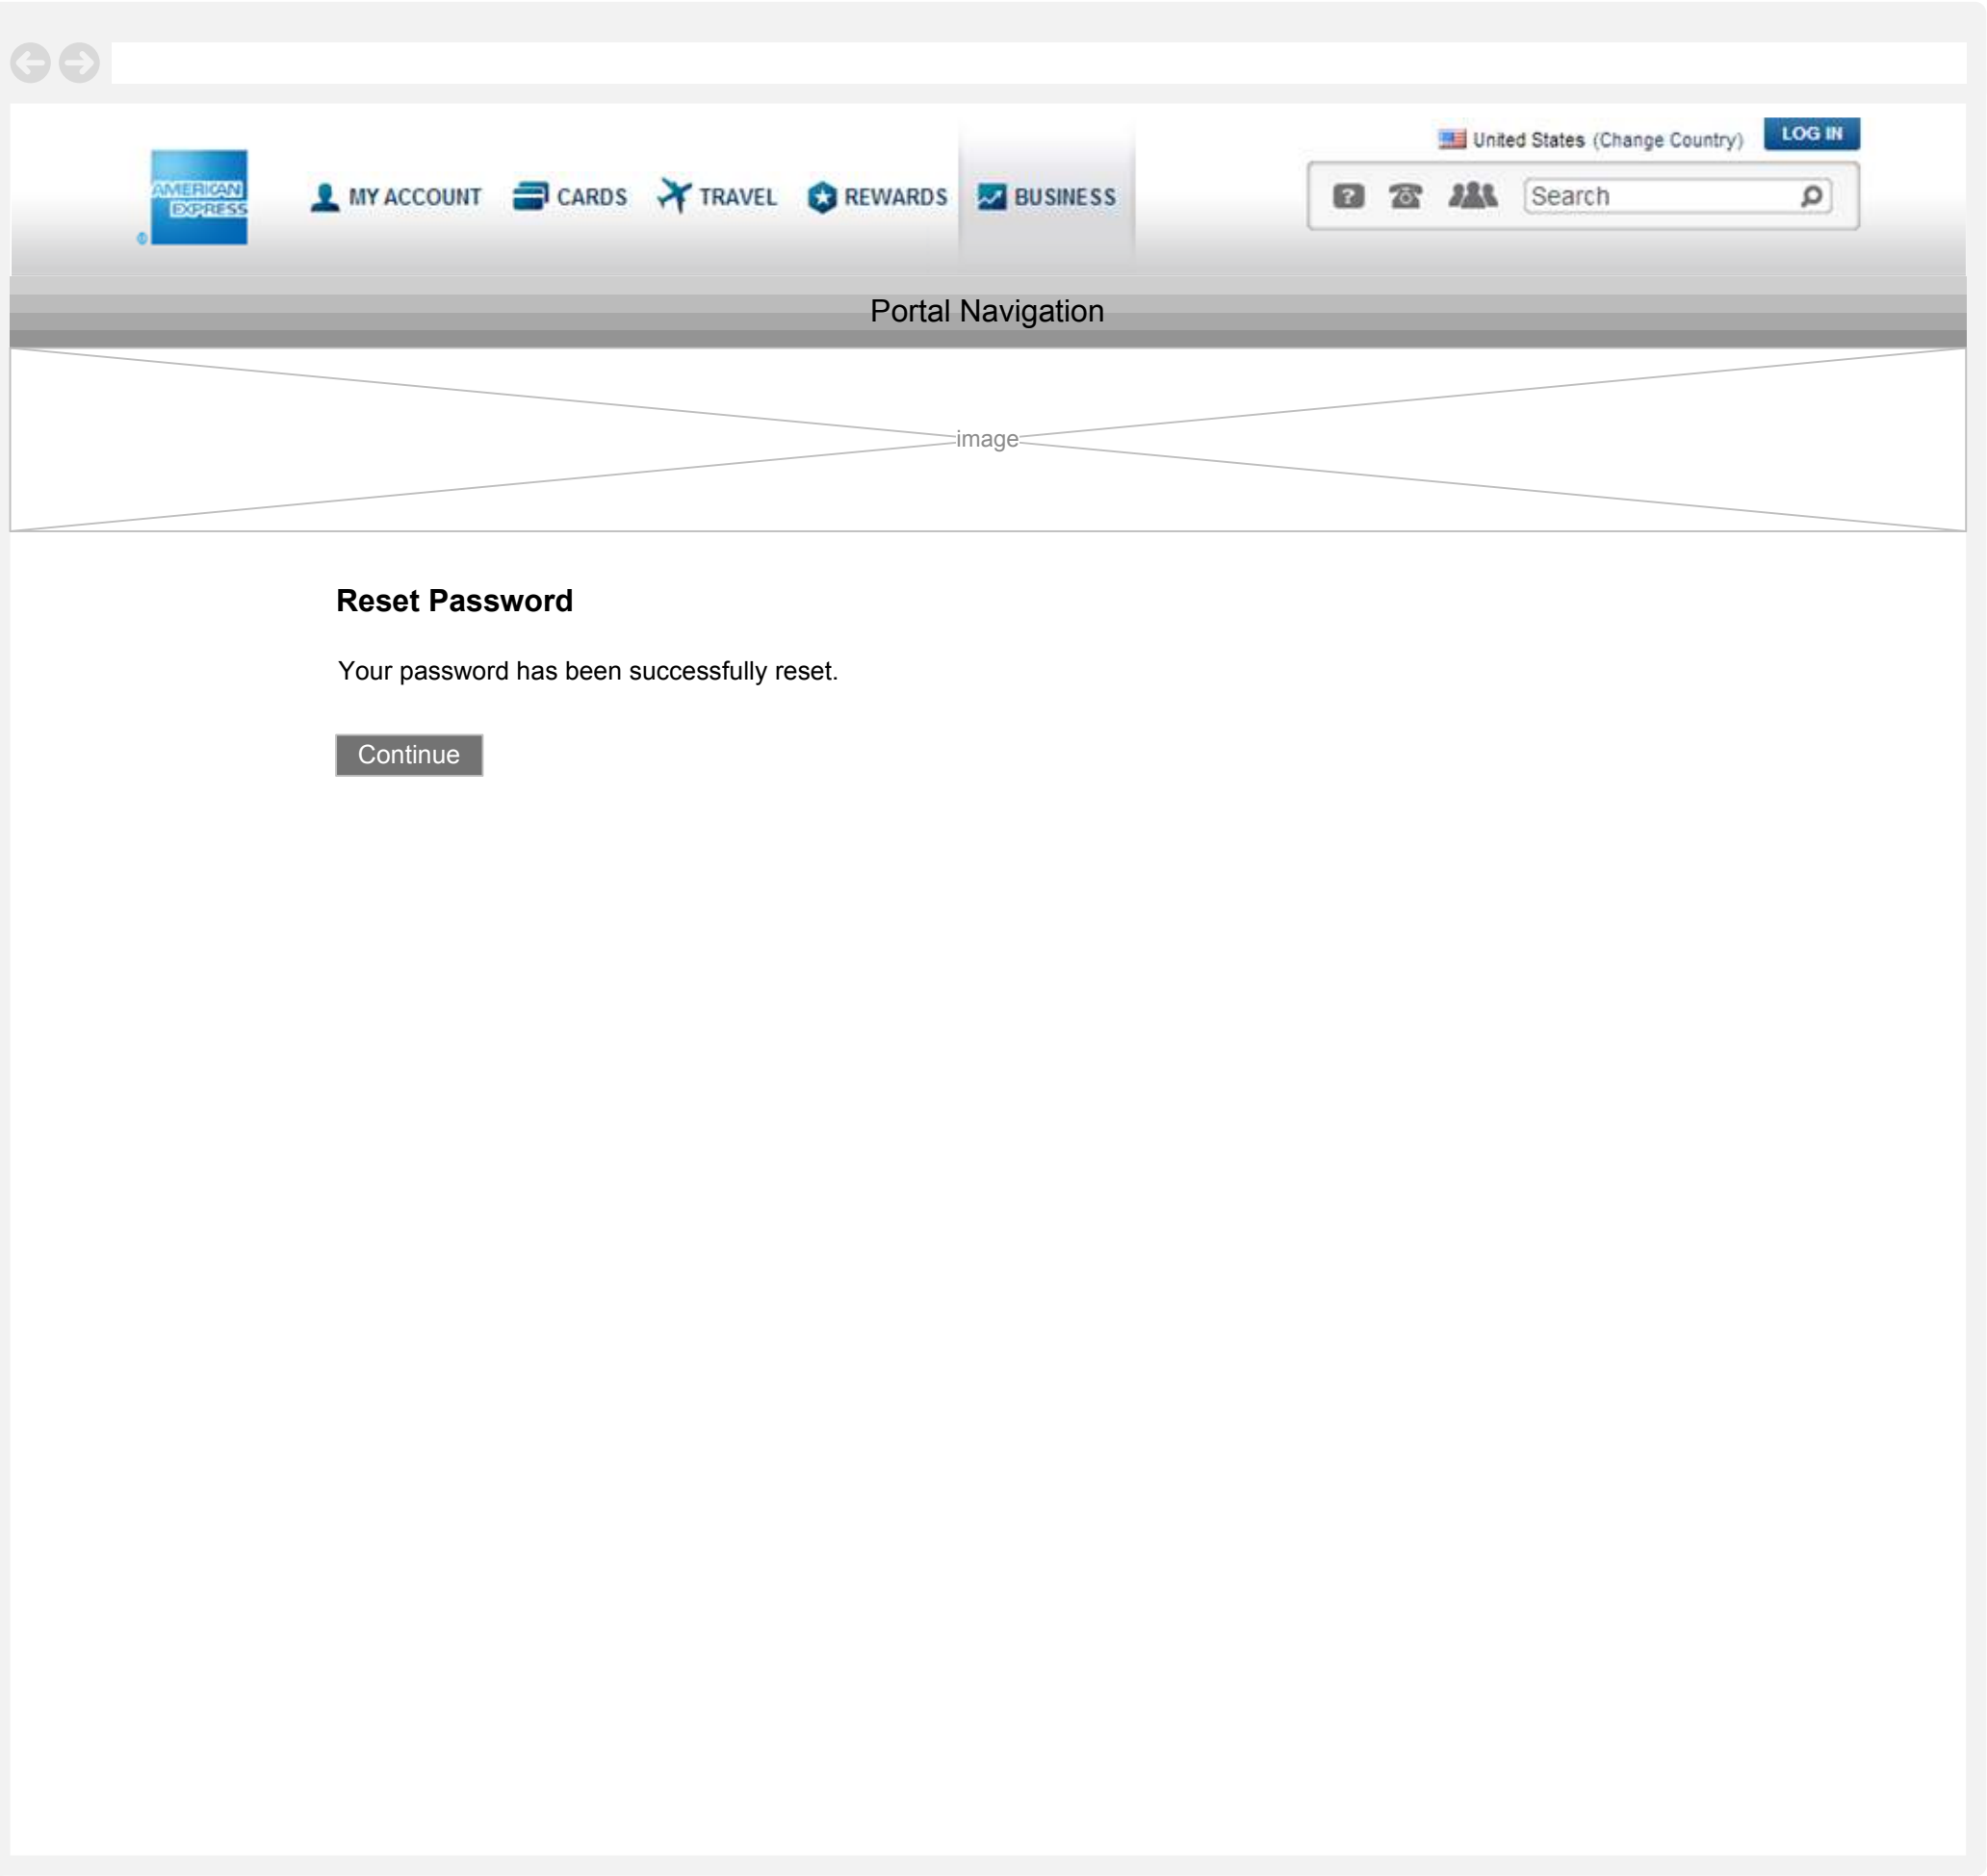 United States (Change Country) LOG IN
AMERICAN
EXPRESS
MY ACCOUNT CARDS TRAVEL REWARDS BUSINESS
? Search
Portal Navigation
image
Reset Password
Your password has been successfully reset.
Continue